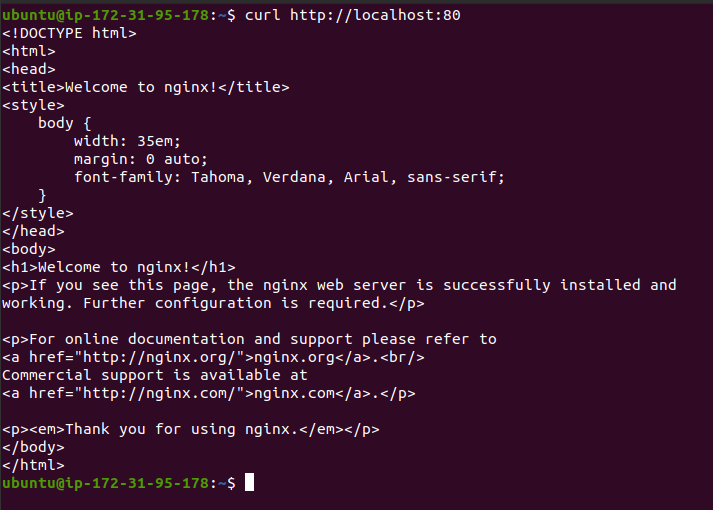 ubuntu@ip-172-31-95-178:~$ curl http://localhost:80
<!DOCTYPE html>
<html>
<head>
<title>Welcome to nginx!</title>
<style>
    body {
        width: 35em;
        margin: 0 auto;
        font-family: Tahoma, Verdana, Arial, sans-serif;
    }
</style>
</head>
<body>
<h1>Welcome to nginx!</h1>
<p>If you see this page, the nginx web server is successfully installed and
working. Further configuration is required.</p>

<p>For online documentation and support please refer to
<a href="http://nginx.org/">nginx.org</a>.<br/>
Commercial support is available at
<a href="http://nginx.com/">nginx.com</a>.</p>

<p><em>Thank you for using nginx.</em></p>
</body>
</html>
ubuntu@ip-172-31-95-178:~$